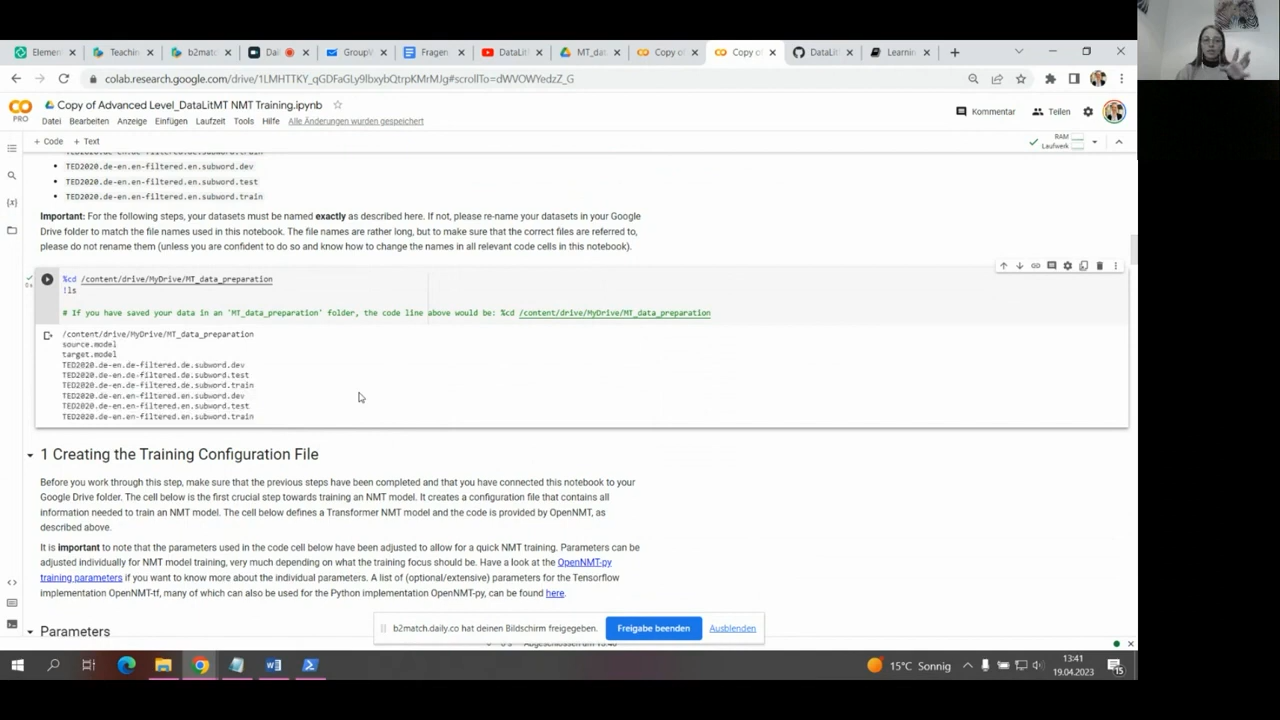 Elemen
Teachin
b2matc
Dai
GroupV
Fragen
DataLit
MT_dat
Copy of
Copy of
DataLi
Learnin
colab.research.google.com/drive/1LMHTTKY_qGDFaGLy9IbxybQtrpKMrMJg#scrollTo=dWVOWYedzZ_G
Copy of Advanced Level_DataLitMT NMT Training.ipynb
PRO
Datei Bearbeiten Anzeige Einfügen Laufzeit Tools Hilfe Alle Änderungen wurden gespeichert
Kommentar
Teilen
+ Code + Text
RAM
Laufwerk
• TED2020.de-en.en-filtered.en.subword.dev
• TED2020.de-en.en-filtered.en.subword.test
• TED2020.de-en.en-filtered.en.subword.train
Important: For the following steps, your datasets must be named exactly as described here. If not, please re-name your datasets in your Google
Drive folder to match the file names used in this notebook. The file names are rather long, but to make sure that the correct files are referred to,
please do not rename them (unless you are confident to do so and know how to change the names in all relevant code cells in this notebook).
%cd /content/drive/MyDrive/MT_data_preparation
!ls
# If you have saved your data in an 'MT_data_preparation' folder, the code line above would be: %cd /content/drive/MyDrive/MT_data_preparation
/content/drive/MyDrive/MT_data_preparation
source.model
target.model
TED2020.de-en.de-filtered.de.subword.dev
TED2020.de-en.de-filtered.de.subword.test
TED2020.de-en.de-filtered.de.subword.train
TED2020.de-en.en-filtered.en.subword.dev
TED2020.de-en.en-filtered.en.subword.test
TED2020.de-en.en-filtered.en.subword.train
1 Creating the Training Configuration File
Before you work through this step, make sure that the previous steps have been completed and that you have connected this notebook to your
Google Drive folder. The cell below is the first crucial step towards training an NMT model. It creates a configuration file that contains all
information needed to train an NMT model. The cell below defines a Transformer NMT model and the code is provided by OpenNMT, as
described above.
It is important to note that the parameters used in the code cell below have been adjusted to allow for a quick NMT training. Parameters can be
adjusted individually for NMT model training, very much depending on what the training focus should be. Have a look at the OpenNMT-py
training parameters if you want to know more about the individual parameters. A list of (optional/extensive) parameters for the Tensorflow
implementation OpenNMT-tf, many of which can also be used for the Python implementation OpenNMT-py, can be found here.
Parameters
b2match.daily.co hat deinen Bildschirm freigegeben. Freigabe beenden Ausblenden
15°C Sonnig
13:41
19.04.2023
15